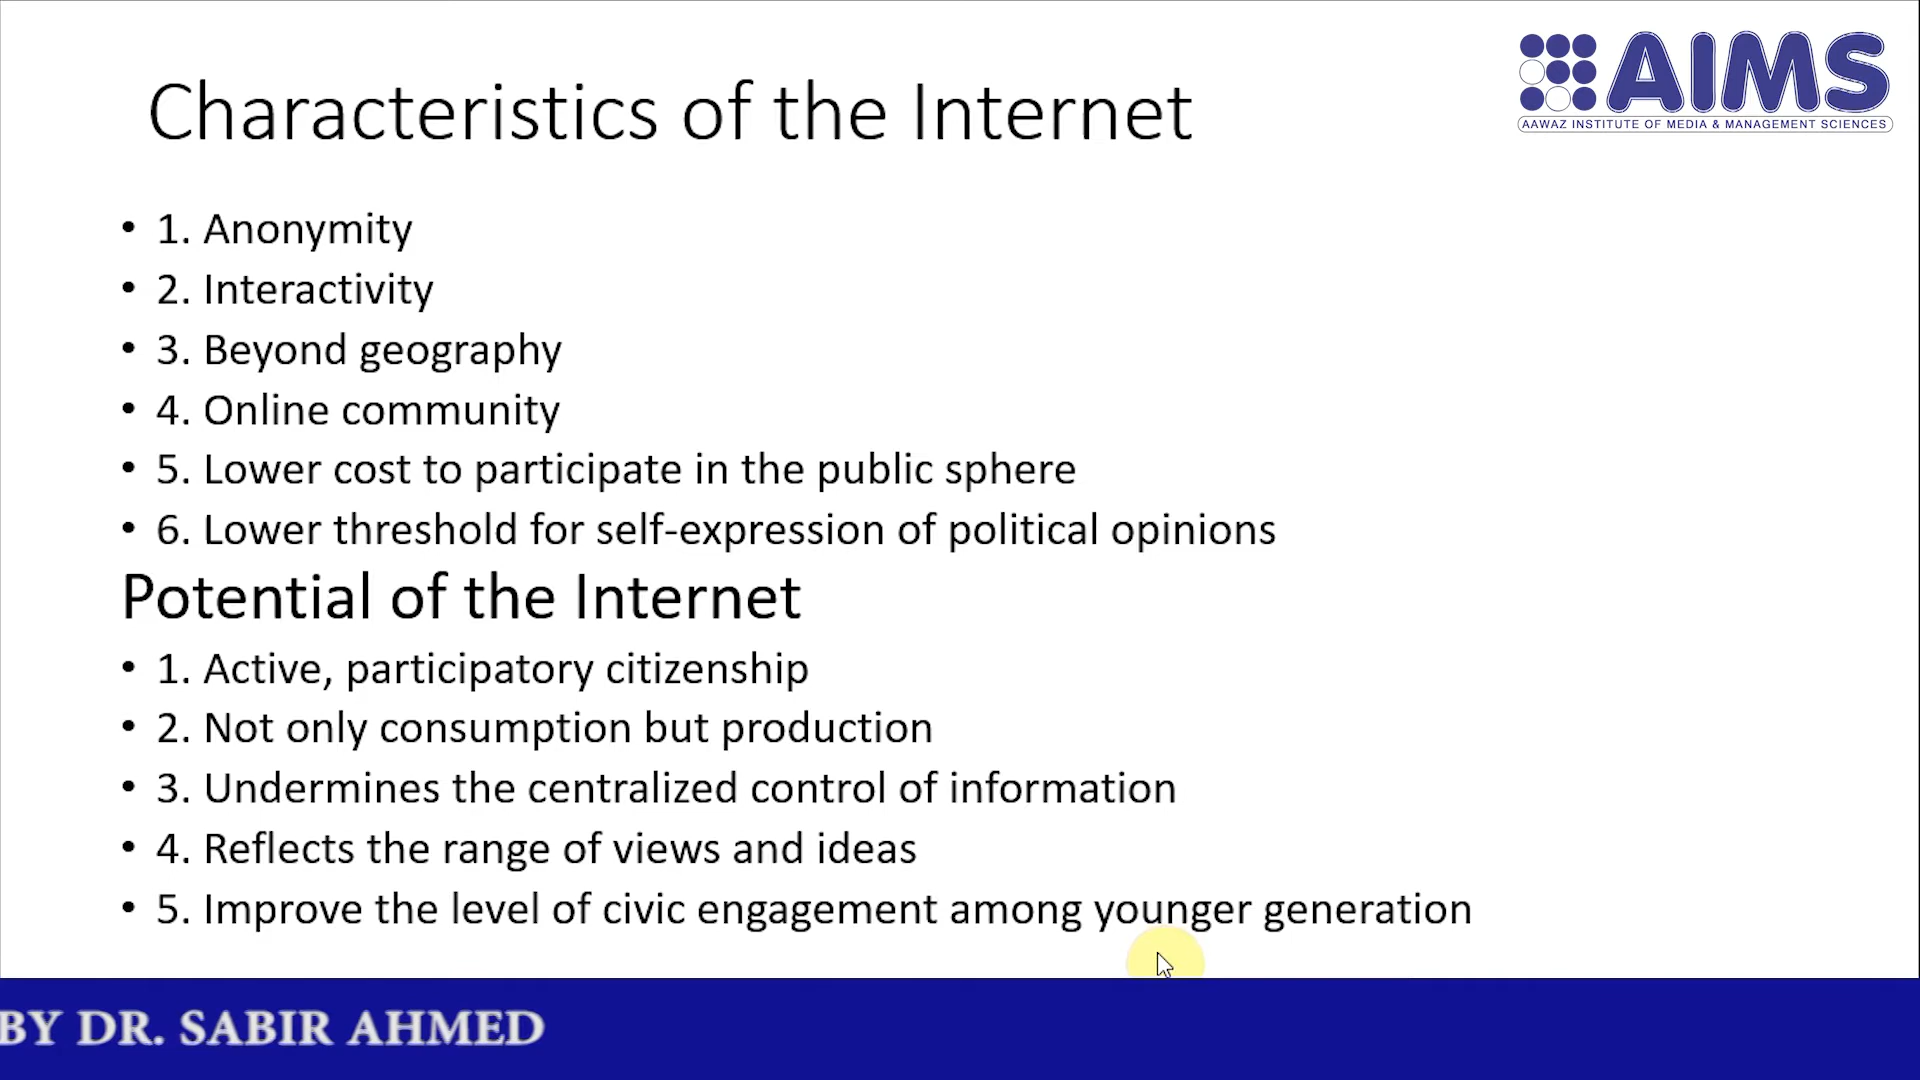 AIMS
AAWAZ INSTITUTE OF MEDIA & MANAGEMENT SCIENCES
Characteristics of the Internet
• 1. Anonymity
• 2. Interactivity
• 3. Beyond geography
• 4. Online community
• 5. Lower cost to participate in the public sphere
• 6. Lower threshold for self-expression of political opinions
Potential of the Internet
• 1. Active, participatory citizenship
• 2. Not only consumption but production
• 3. Undermines the centralized control of information
• 4. Reflects the range of views and ideas
• 5. Improve the level of civic engagement among younger generation
BY DR. SABIR AHMED